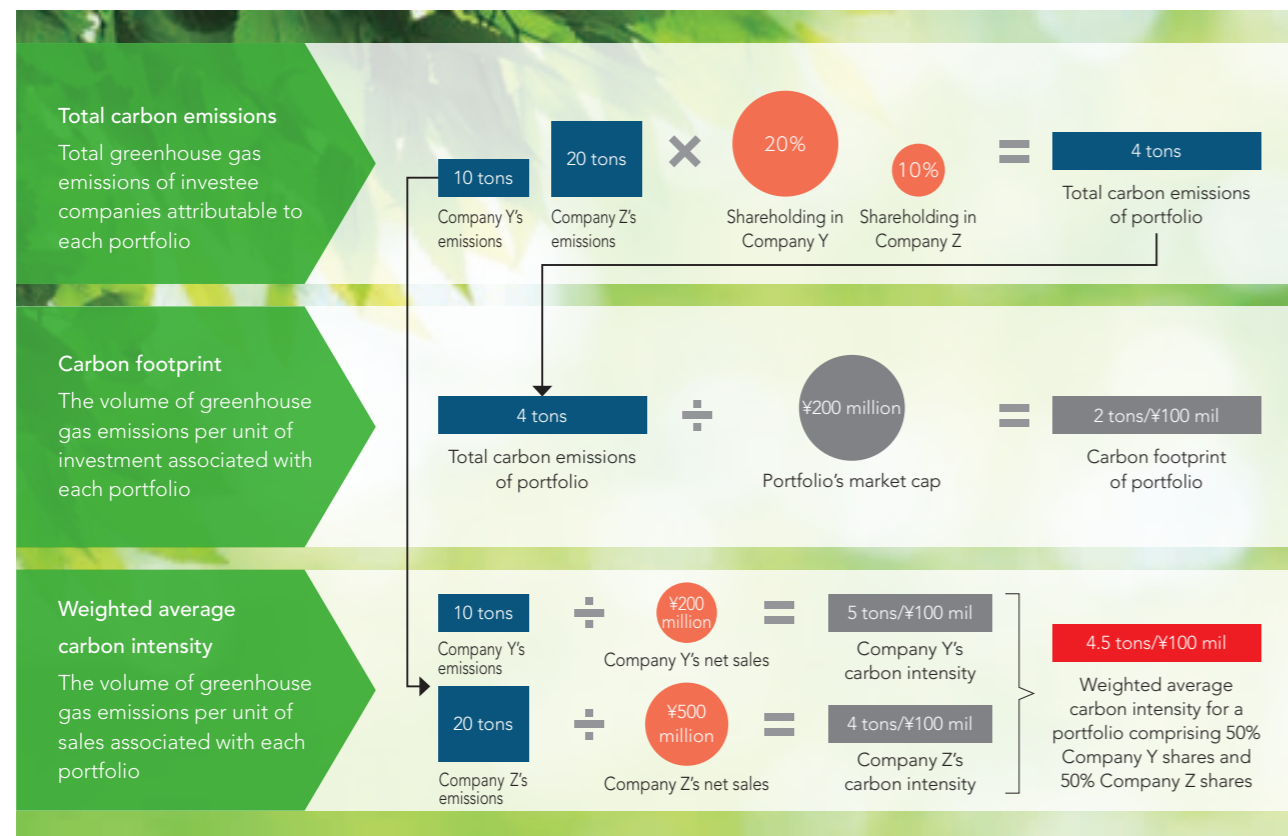 Total carbon emissions
Total greenhouse gas
emissions of investee
companies attributable to
each portfolio
10 tons
Company Y's
emissions
20 tons
Company Z's
emissions
×
20%
Shareholding in
Company Y
10%
Shareholding in
Company Z
=
4 tons
Total carbon emissions
of portfolio
Carbon footprint
The volume of greenhouse
gas emissions per unit of
investment associated with
each portfolio
4 tons
Total carbon emissions
of portfolio
÷
¥200 million
Portfolio's market cap
=
2 tons/¥100 mil
Carbon footprint
of portfolio
Weighted average
carbon intensity
The volume of greenhouse
gas emissions per unit of
sales associated with each
portfolio
10 tons
Company Y's
emissions
÷
¥200
million
Company Y's net sales
=
5 tons/¥100 mil
Company Y's
carbon intensity
20 tons
Company Z's
emissions
÷
¥500
million
Company Z's net sales
=
4 tons/¥100 mil
Company Z's
carbon intensity
4.5 tons/¥100 mil
Weighted average
carbon intensity for a
portfolio comprising 50%
Company Y shares and
50% Company Z shares